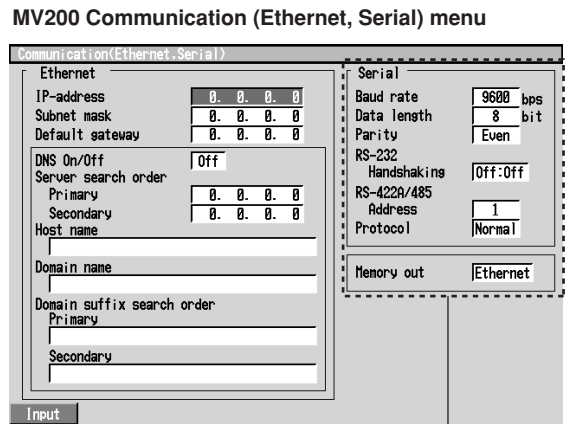 MV200 Communication (Ethernet, Serial) menu
Communication(Ethernet.Serial)
Ethernet
IP-address 0. 0. 0. 0
Subnet mask 0. 0. 0. 0
Default gateway 0. 0. 0. 0
DNS On/Off Off
Server search order
Primary 0. 0. 0. 0
Secondary 0. 0. 0. 0
Host name
Domain name
Domain suffix search order
Primary
Secondary
Input
Serial
Baud rate 9600 bps
Data length 8 bit
Parity Even
RS-232
Handshaking Off:Off
RS-422A/485
Address 1
Protocol Normal
Memory out Ethernet